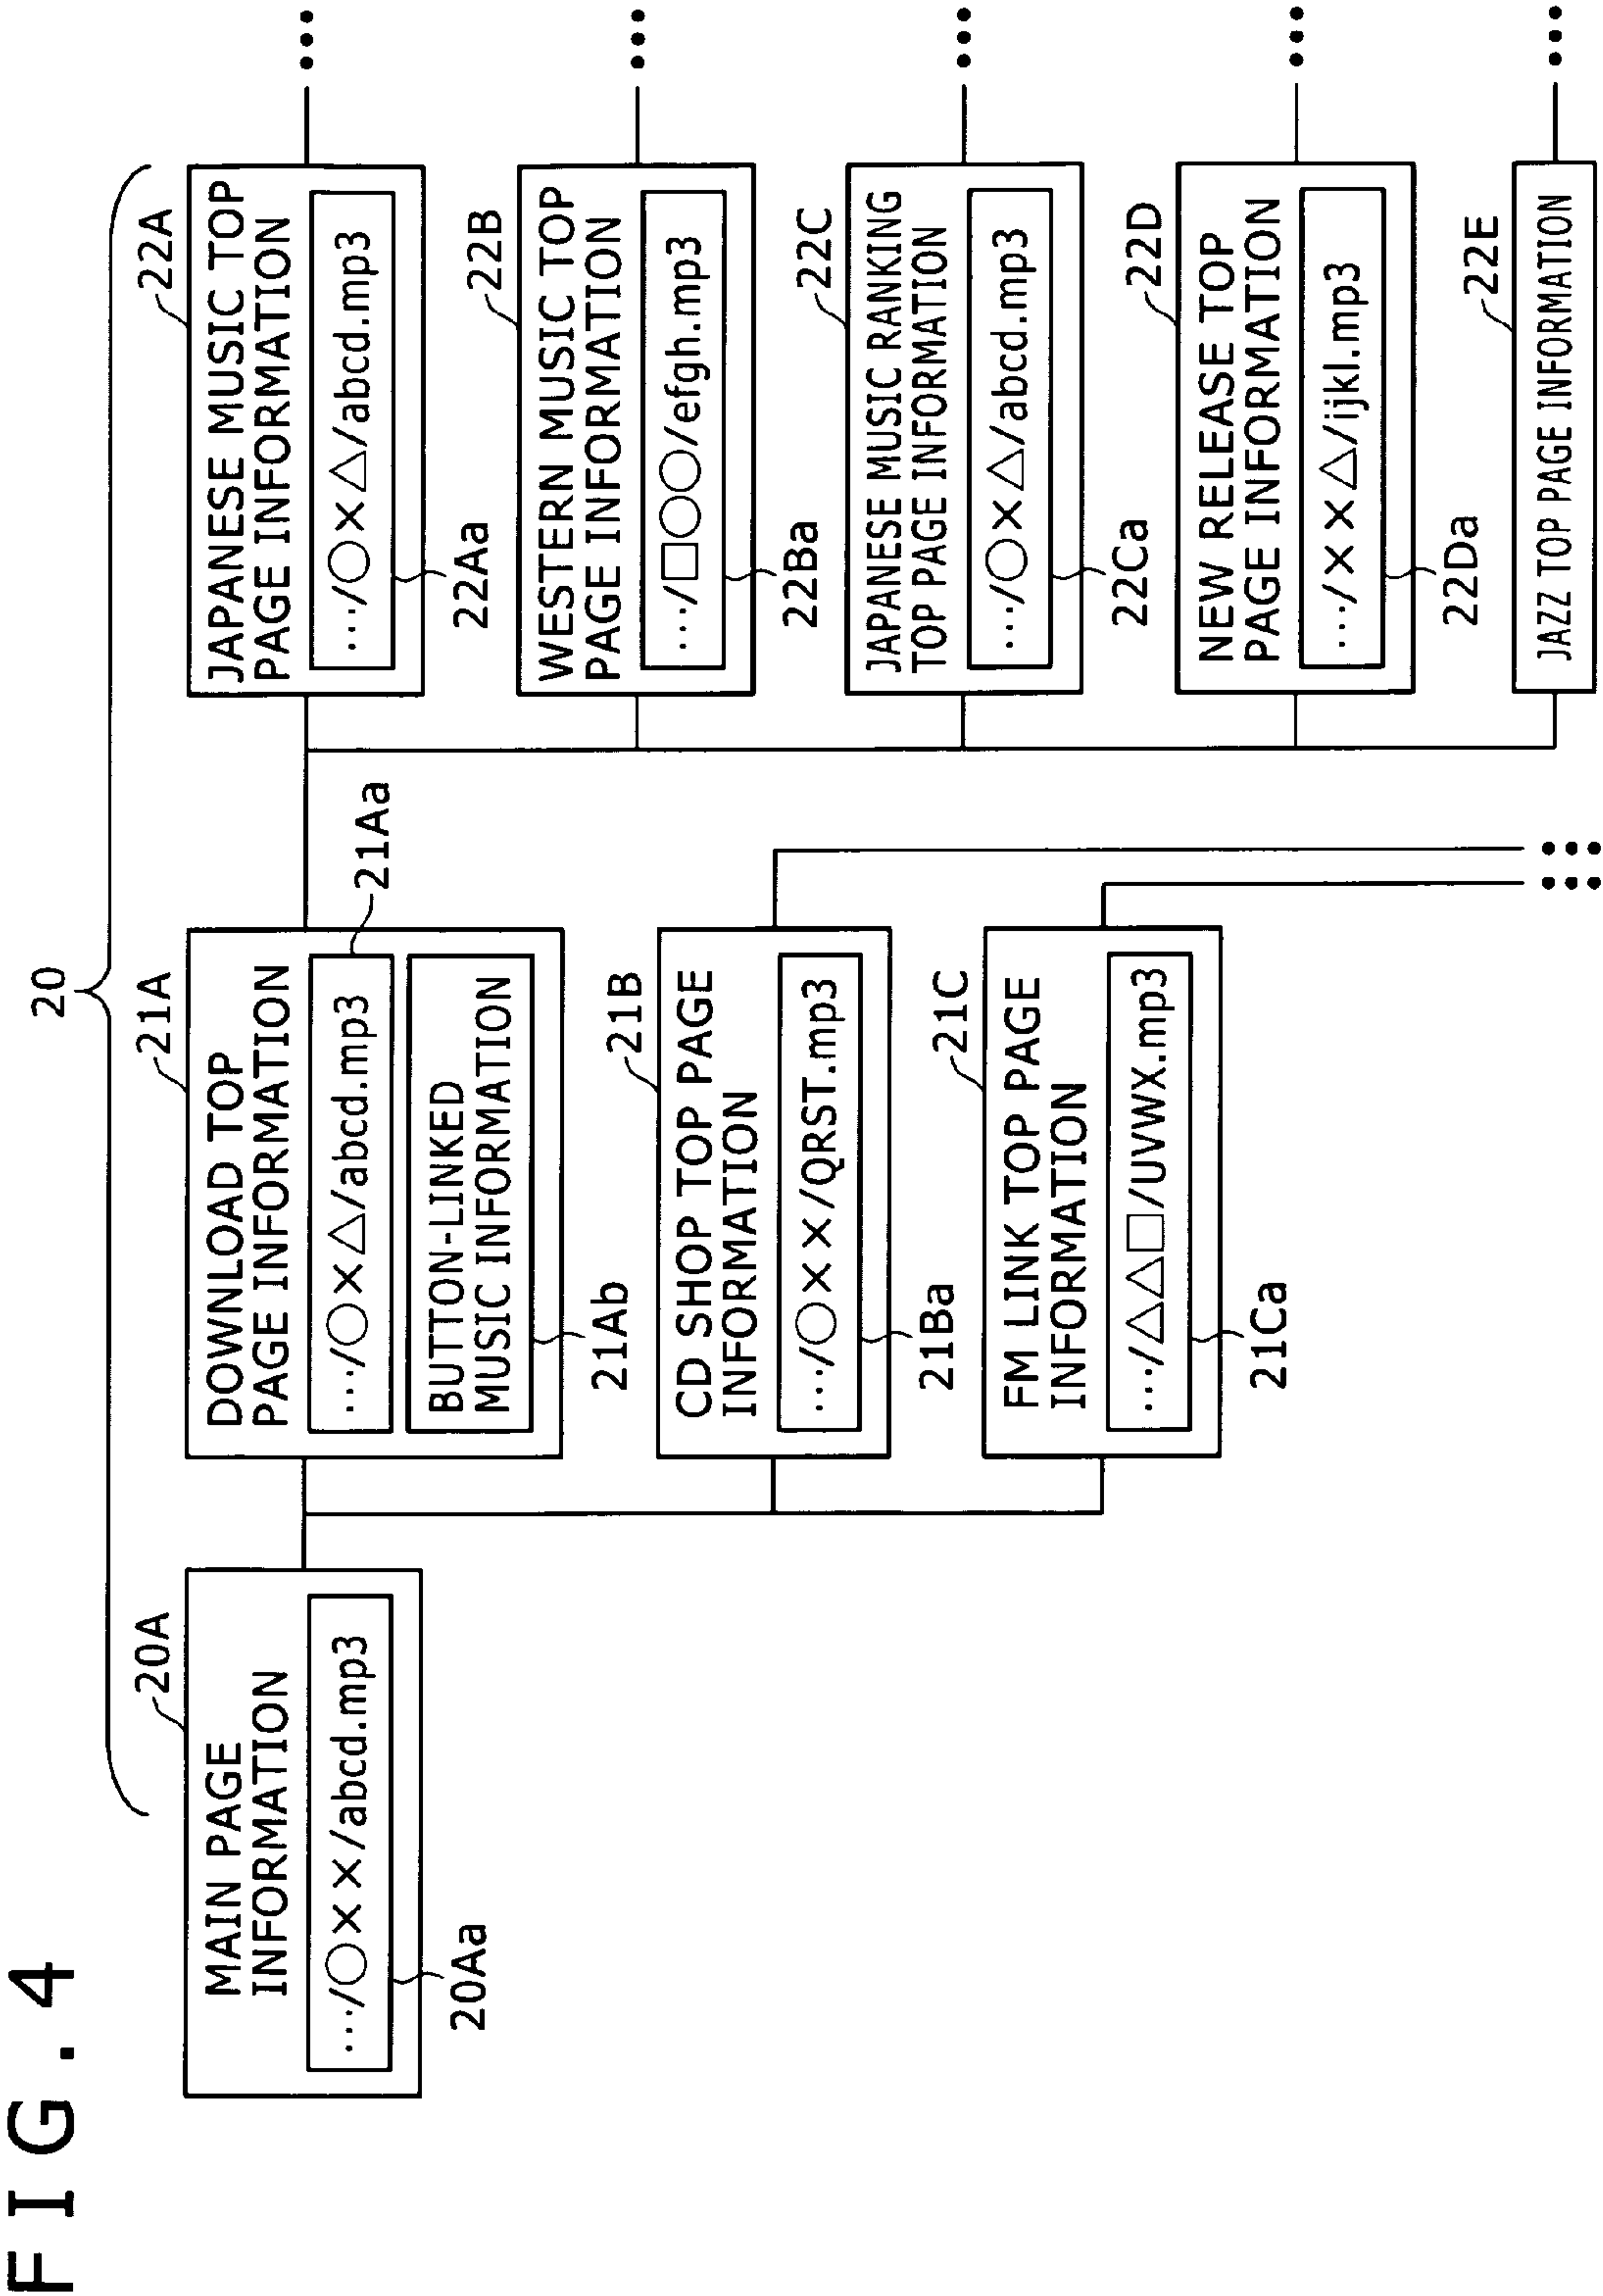 FIG. 4
20
20A
MAIN PAGE
INFORMATION
···/○××/abcd.mp3
20Aa
21A
DOWNLOAD TOP
PAGE INFORMATION
···/○×△/abcd.mp3
21Aa
BUTTON-LINKED
MUSIC INFORMATION
21Ab
21B
CD SHOP TOP PAGE
INFORMATION
···/○××/QRST.mp3
21Ba
21C
FM LINK TOP PAGE
INFORMATION
···/△△□/UVWX.mp3
21Ca
22A
JAPANESE MUSIC TOP
PAGE INFORMATION
···/○×△/abcd.mp3
22Aa
22B
WESTERN MUSIC TOP
PAGE INFORMATION
···/□○○/efgh.mp3
22Ba
22C
JAPANESE MUSIC RANKING
TOP PAGE INFORMATION
···/○×△/abcd.mp3
22Ca
22D
NEW RELEASE TOP
PAGE INFORMATION
···/××△/ijkl.mp3
22Da
22E
JAZZ TOP PAGE INFORMATION